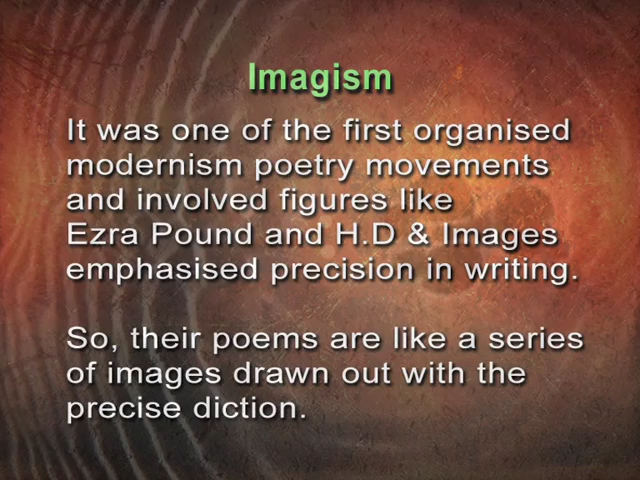 Imagism
It was one of the first organised
modernism poetry movements
and involved figures like
Ezra Pound and H.D & Images
emphasised precision in writing.
So, their poems are like a series
of images drawn out with the
precise diction.